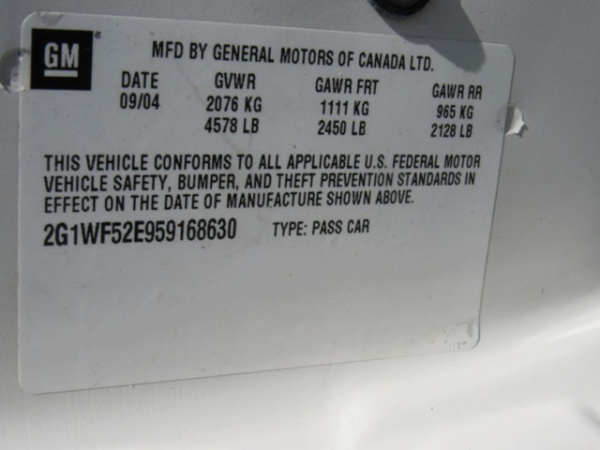 GM
MFD BY GENERAL MOTORS OF CANADA LTD.
DATE GVWR GAWR FRT GAWR RR
09/04 2076 KG 1111 KG 965 KG
4578 LB 2450 LB 2128 LB
THIS VEHICLE CONFORMS TO ALL APPLICABLE U.S. FEDERAL MOTOR
VEHICLE SAFETY, BUMPER, AND THEFT PREVENTION STANDARDS IN
EFFECT ON THE DATE OF MANUFACTURE SHOWN ABOVE.
2G1WF52E959168630 TYPE: PASS CAR